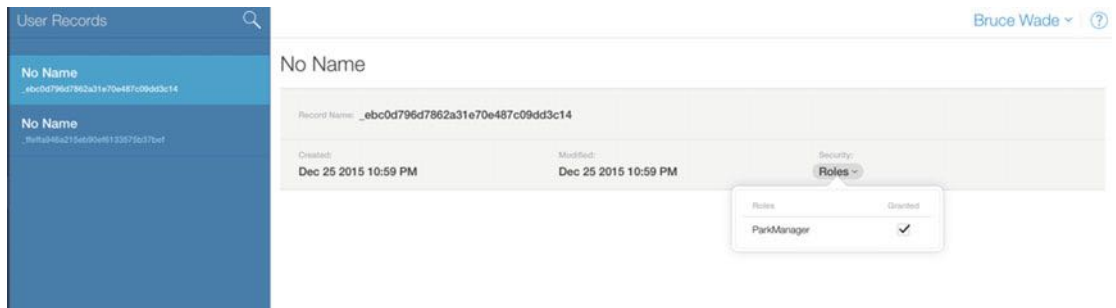 User Records
Bruce Wade
?
No Name
_ebc0d796d7862a31e70e487c09dd3c14
No Name
No Name
Record Name: _ebc0d796d7862a31e70e487c09dd3c14
Created: Modified: Security:
Dec 25 2015 10:59 PM Dec 25 2015 10:59 PM Roles
Roles Granted
ParkManager